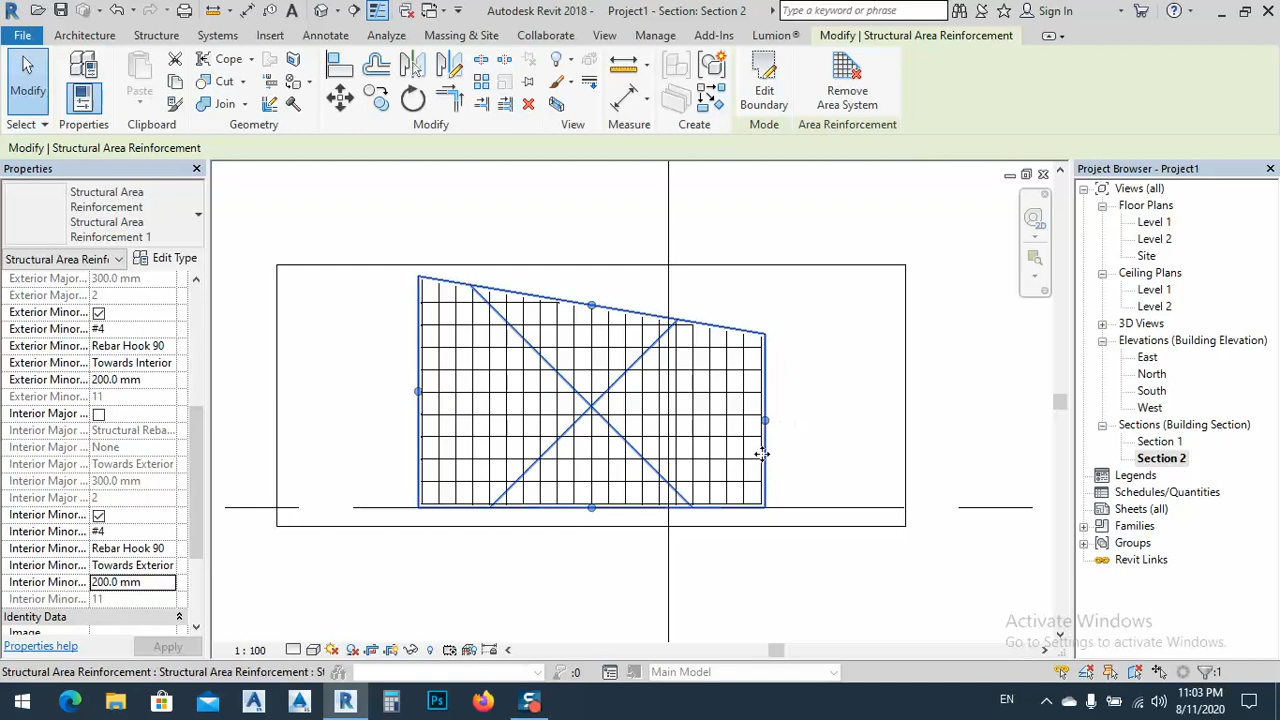 Autodesk Revit 2018 - Project1 - Section: Section 2
Type a keyword or phrase
Sign In
File
Architecture
Structure
Systems
Insert
Annotate
Analyze
Massing & Site
Collaborate
View
Manage
Add-Ins
Lumion®
Modify | Structural Area Reinforcement
Modify
Paste
Cope
Cut
Join
Edit
Boundary
Remove
Area System
Select
Properties
Clipboard
Geometry
Modify
View
Measure
Create
Mode
Area Reinforcement
Modify | Structural Area Reinforcement
Properties
Structural Area
Reinforcement
Structural Area
Reinforcement 1
Structural Area Reinf
Edit Type
Exterior Major... 300.0 mm
Exterior Major... 2
Exterior Minor...
Exterior Minor... #4
Exterior Minor... Rebar Hook 90
Exterior Minor... Towards Interior
Exterior Minor... 200.0 mm
Exterior Minor... 11
Interior Major ...
Interior Major ... Structural Reba...
Interior Major ... None
Interior Major ... Towards Exterior
Interior Major ... 300.0 mm
Interior Major ... 2
Interior Minor...
Interior Minor... #4
Interior Minor... Rebar Hook 90
Interior Minor... Towards Exterior
Interior Minor... 200.0 mm
Interior Minor... 11
Identity Data
Image
Properties help
Apply
2D
Project Browser - Project1
Views (all)
Floor Plans
Level 1
Level 2
Site
Ceiling Plans
Level 1
Level 2
3D Views
Elevations (Building Elevation)
East
North
South
West
Sections (Building Section)
Section 1
Section 2
Legends
Schedules/Quantities
Sheets (all)
Families
Groups
Revit Links
Activate Windows
Go to Settings to activate Windows.
1 : 100
Structural Area Reinforcement : Structural Area Reinforcement : St
:0
Main Model
:1
EN
11:03 PM
8/11/2020